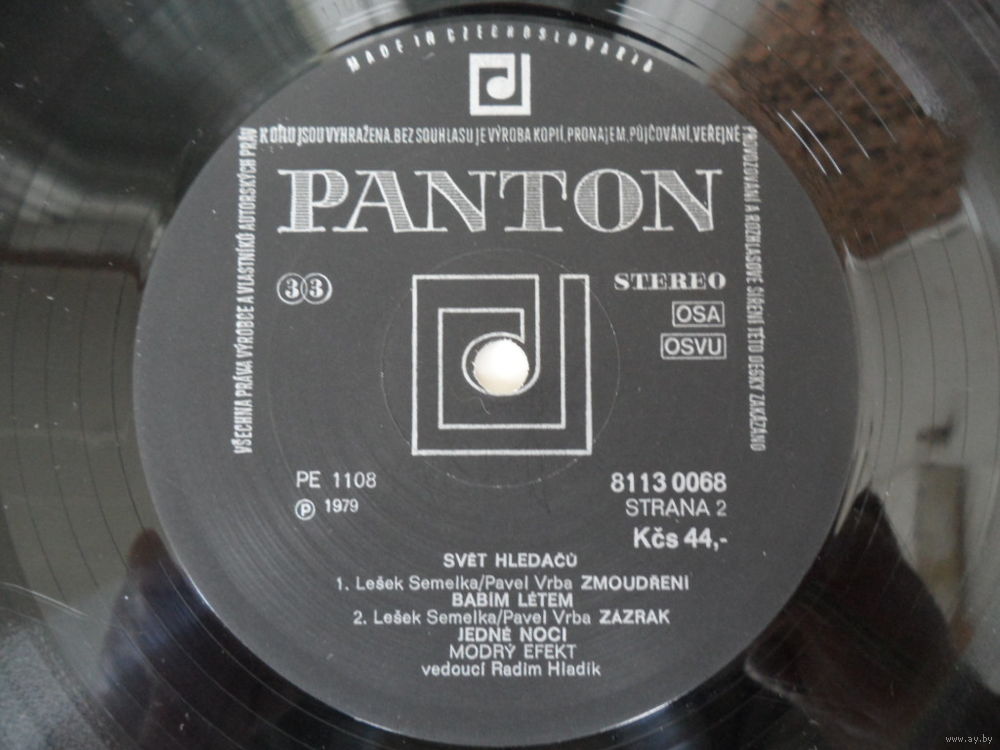 MADE IN CZECHOSLOVAKIA
VŠECHNA PRÁVA VÝROBCE A VLASTNÍKŮ AUTORSKÝCH PRÁV
K DÍLU JSOU VYHRAŽENA. BEZ SOUHLASU JE VÝROBA KOPIÍ, PRONAJEM, PŮJČOVÁNÍ, VEŘEJNÉ
PROVOZOVÁNÍ A ROZHLASOVÉ ŠÍŘENÍ TÉTO DESKY ZAKÁZÁNO
PANTON
33
STEREO
OSA
OSVU
PE 1108
8113 0068
Ⓟ 1979
STRANA 2
Kčs 44,-
SVĚT HLEDAČŮ
1. Lešek Semelka/Pavel Vrba ZMOUDŘENÍ
BABÍM LÉTEM
2. Lešek Semelka/Pavel Vrba ZÁZRAK
JEDNÉ NOCI
MODRÝ EFEKT
vedoucí Radim Hladík
www.ay.by